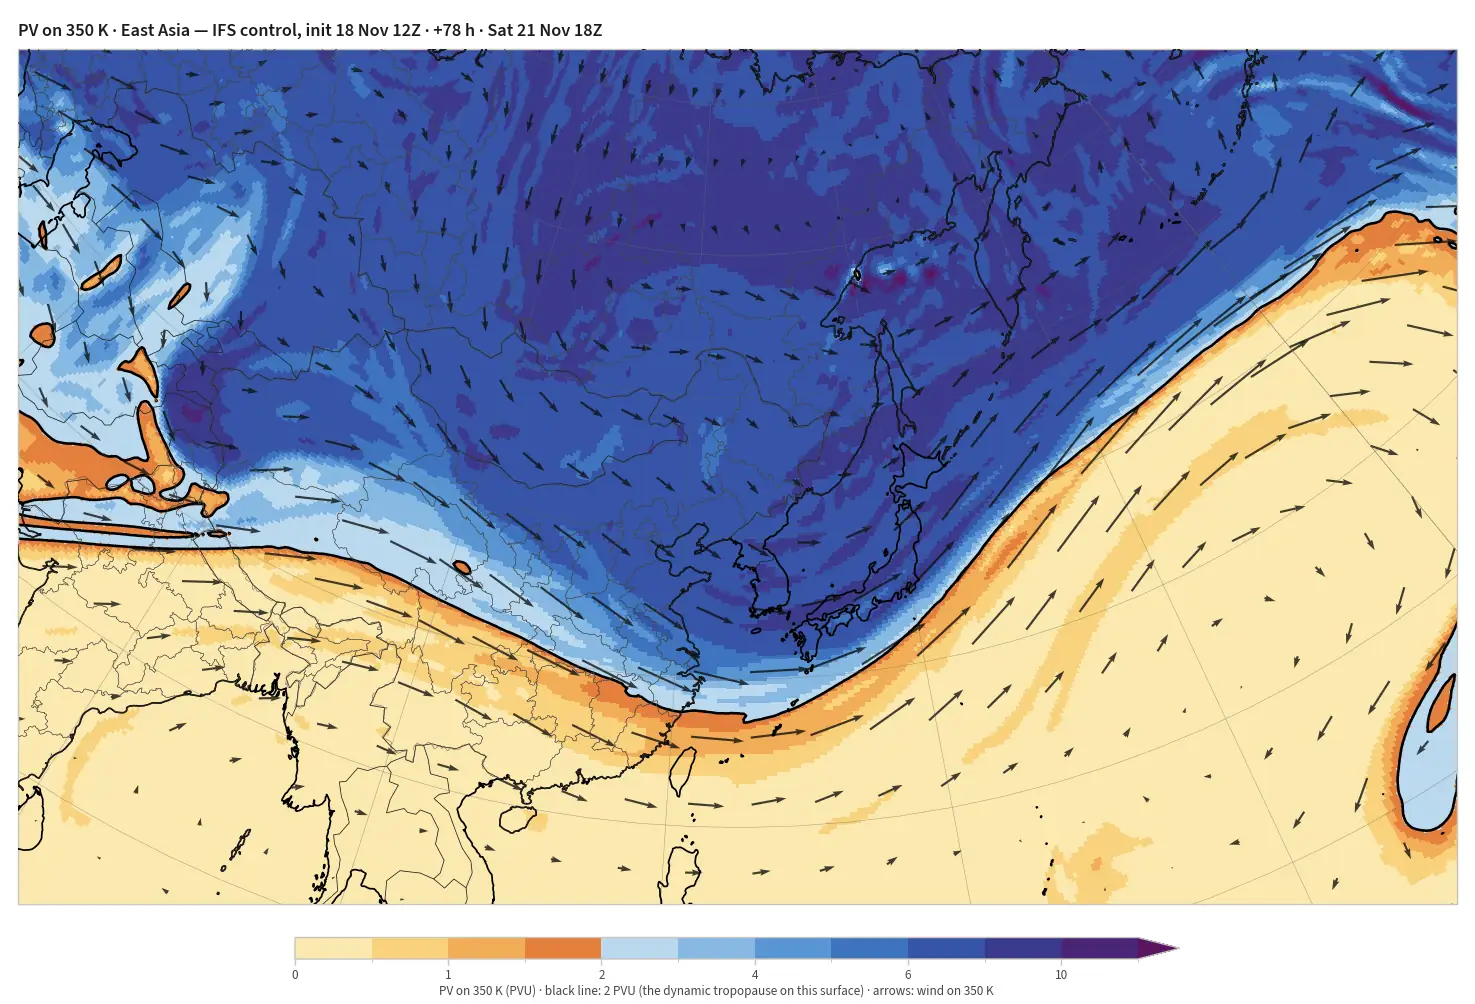 PV on 350 K · East Asia — IFS control, init 18 Nov 12Z · +78 h · Sat 21 Nov 18Z
0 1 2 4 6 10
PV on 350 K (PVU) · black line: 2 PVU (the dynamic tropopause on this surface) · arrows: wind on 350 K